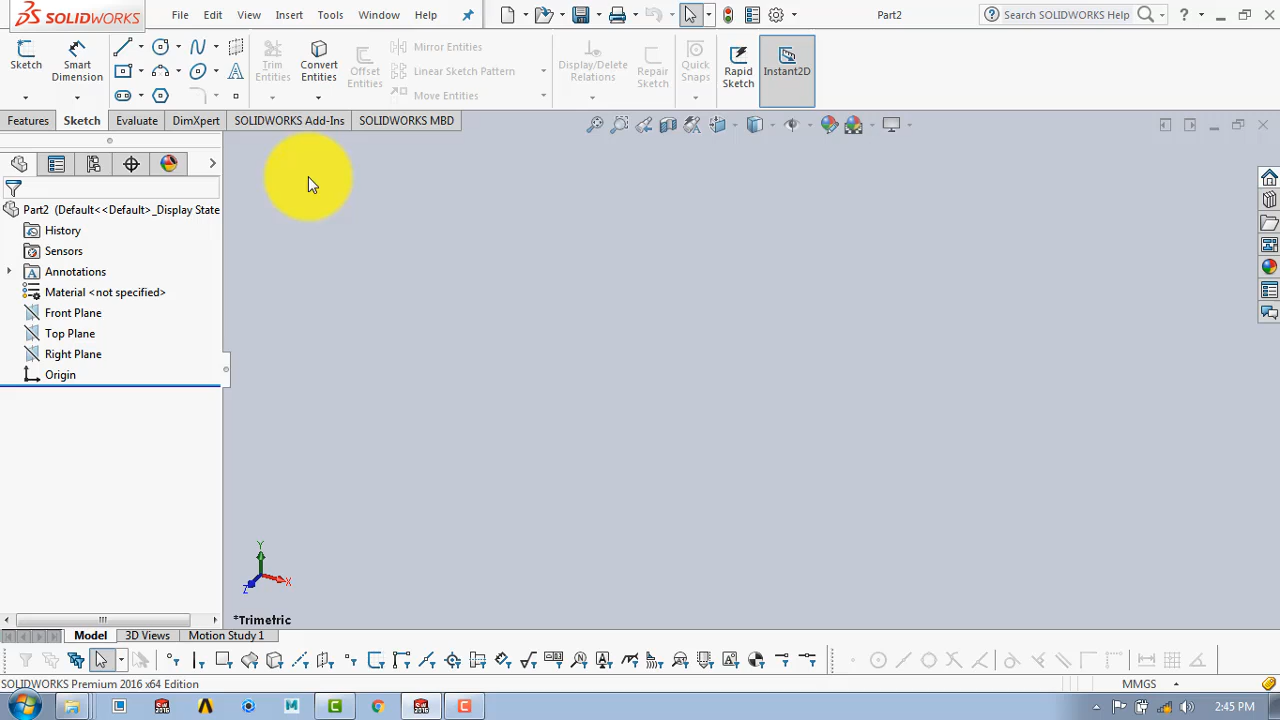 SOLIDWORKS File Edit View Insert Tools Window Help Part2 Search SOLIDWORKS Help ?
Sketch Smart Dimension Trim Entities Convert Entities Offset Entities Mirror Entities Linear Sketch Pattern Move Entities Display/Delete Relations Repair Sketch Quick Snaps Rapid Sketch Instant2D
Features Sketch Evaluate DimXpert SOLIDWORKS Add-Ins SOLIDWORKS MBD
Part2 (Default<<Default>_Display State
History
Sensors
Annotations
Material <not specified>
Front Plane
Top Plane
Right Plane
Origin
Y
X
Z
*Trimetric
Model 3D Views Motion Study 1
SOLIDWORKS Premium 2016 x64 Edition MMGS
2:45 PM